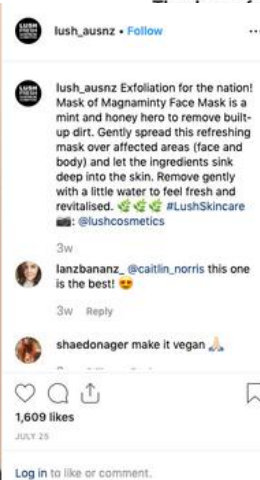 lush_ausnz • Follow
lush_ausnz Exfoliation for the nation!
Mask of Magnaminty Face Mask is a
mint and honey hero to remove built-
up dirt. Gently spread this refreshing
mask over affected areas (face and
body) and let the ingredients sink
deep into the skin. Remove gently
with a little water to feel fresh and
revitalised. 🌿🌿🌿 #LushSkincare
📷: @lushcosmetics
3w
lanzbananz_ @caitlin_norris this one
is the best! 😍
3w Reply
shaedonager make it vegan 🙏🏻
1,609 likes
JULY 25
Log in to like or comment.